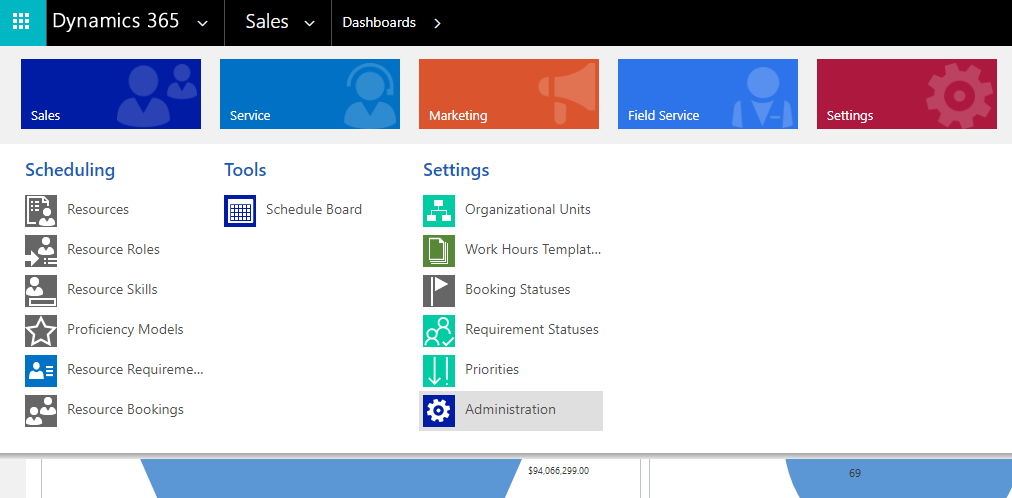 Dynamics 365 Sales Dashboards
Sales Service Marketing Field Service Settings
Scheduling Tools Settings
Resources Schedule Board Organizational Units
Resource Roles Work Hours Templat...
Resource Skills Booking Statuses
Proficiency Models Requirement Statuses
Resource Requireme... Priorities
Resource Bookings Administration
$94,066,299.00 69